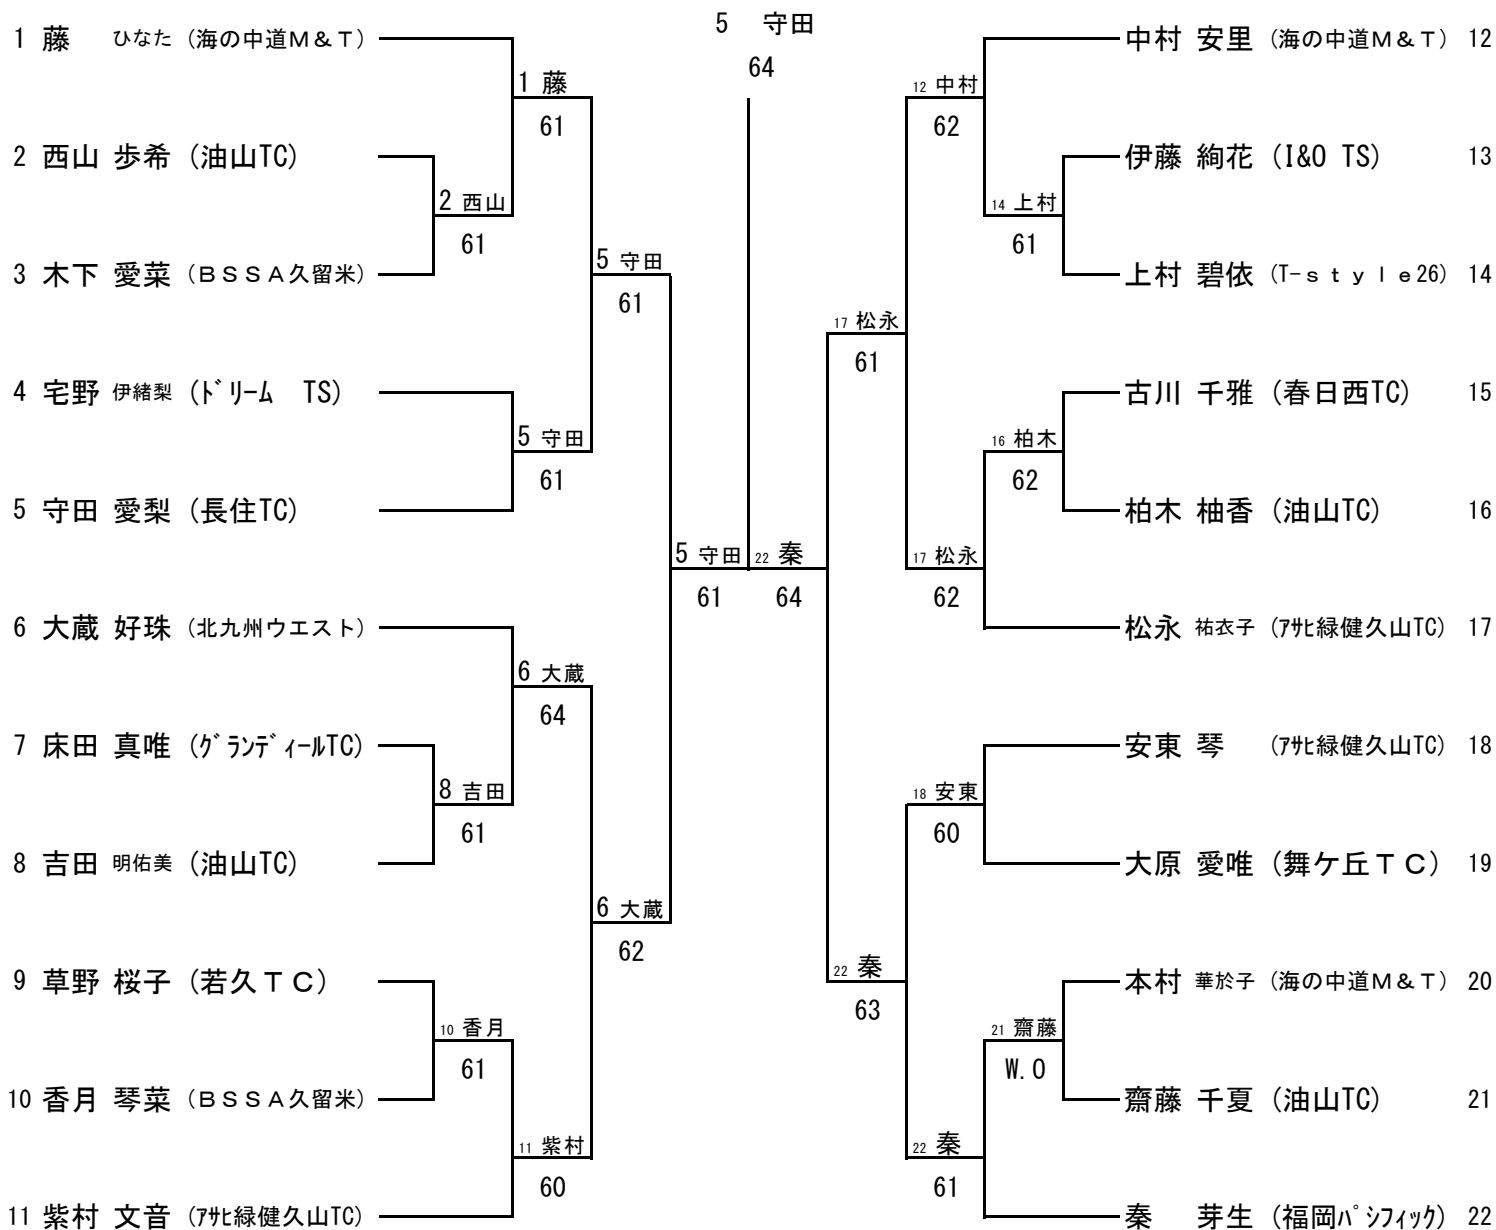 5 守田
64
1 藤 ひなた (海の中道M&T)
2 西山 歩希 (油山TC)
3 木下 愛菜 (BSSA久留米)
4 宅野 伊緒梨 (ドリーム TS)
5 守田 愛梨 (長住TC)
6 大蔵 好珠 (北九州ウエスト)
7 床田 真唯 (グランディールTC)
8 吉田 明佑美 (油山TC)
9 草野 桜子 (若久TC)
10 香月 琴菜 (BSSA久留米)
11 紫村 文音 (アサヒ緑健久山TC)
2 西山
61
8 吉田
61
10 香月
61
1 藤
61
5 守田
61
6 大蔵
64
11 紫村
60
5 守田
61
6 大蔵
62
5 守田
61
22 秦
64
17 松永
61
22 秦
63
12 中村
62
17 松永
62
18 安東
60
22 秦
61
14 上村
61
16 柏木
62
21 齋藤
W.O
中村 安里 (海の中道M&T) 12
伊藤 絢花 (I&O TS) 13
上村 碧依 (T-style26) 14
古川 千雅 (春日西TC) 15
柏木 柚香 (油山TC) 16
松永 祐衣子 (アサヒ緑健久山TC) 17
安東 琴 (アサヒ緑健久山TC) 18
大原 愛唯 (舞ケ丘TC) 19
本村 華於子 (海の中道M&T) 20
齋藤 千夏 (油山TC) 21
秦 芽生 (福岡パシフィック) 22